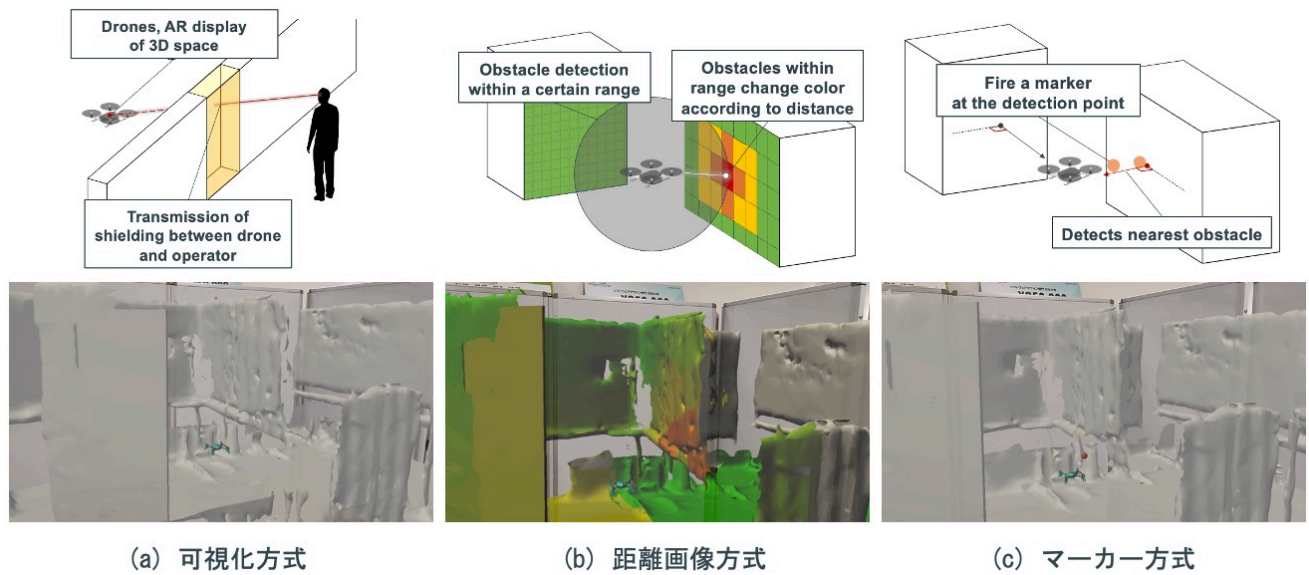 Drones, AR display
of 3D space
Transmission of
shielding between drone
and operator
Obstacle detection
within a certain range
Obstacles within
range change color
according to distance
Fire a marker
at the detection point
Detects nearest obstacle
(a) 可視化方式
(b) 距離画像方式
(c) マーカー方式